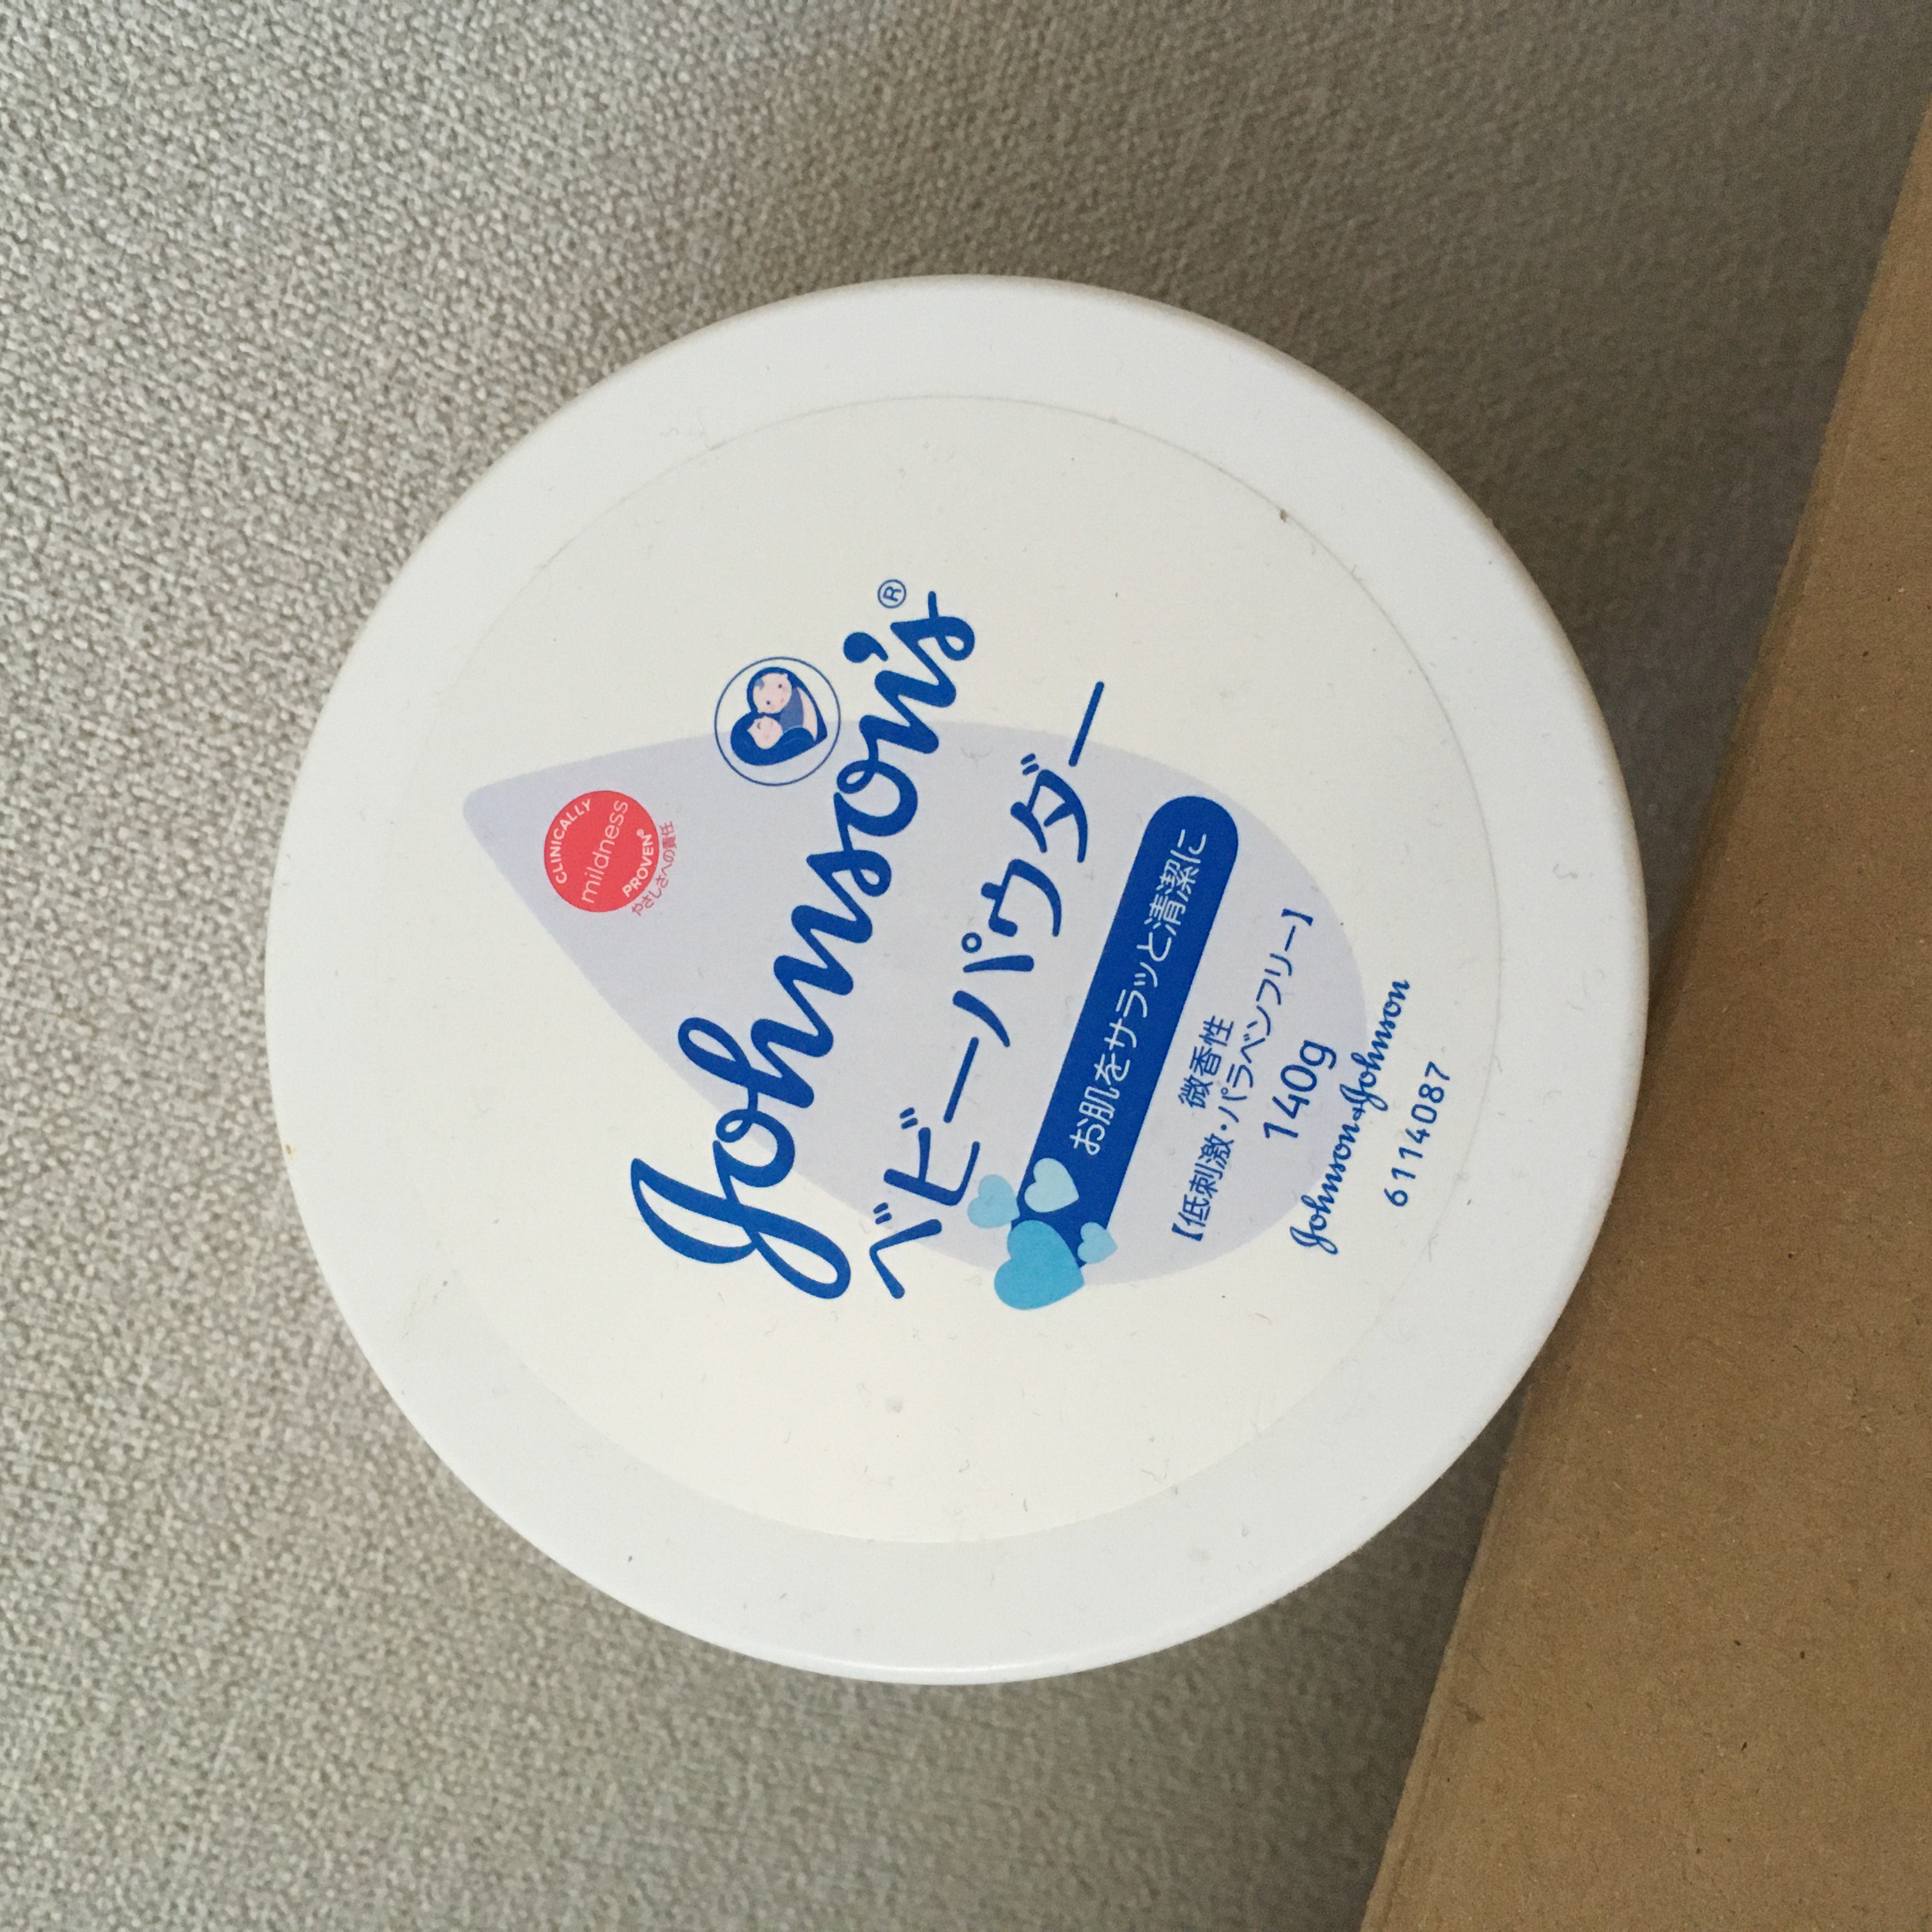 CLINICALLY
mildness
PROVEN®
やさしさへの責任
Johnson's®
ベビーパウダー
お肌をサラッと清潔に
微香性
【低刺激・パラベンフリー】
140g
Johnson&Johnson
6114087